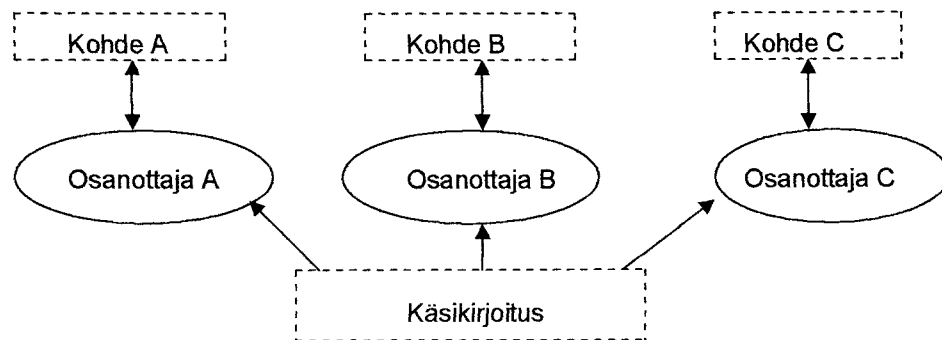 Kohde A
Kohde B
Kohde C
Osanottaja A
Osanottaja B
Osanottaja C
Käsikirjoitus